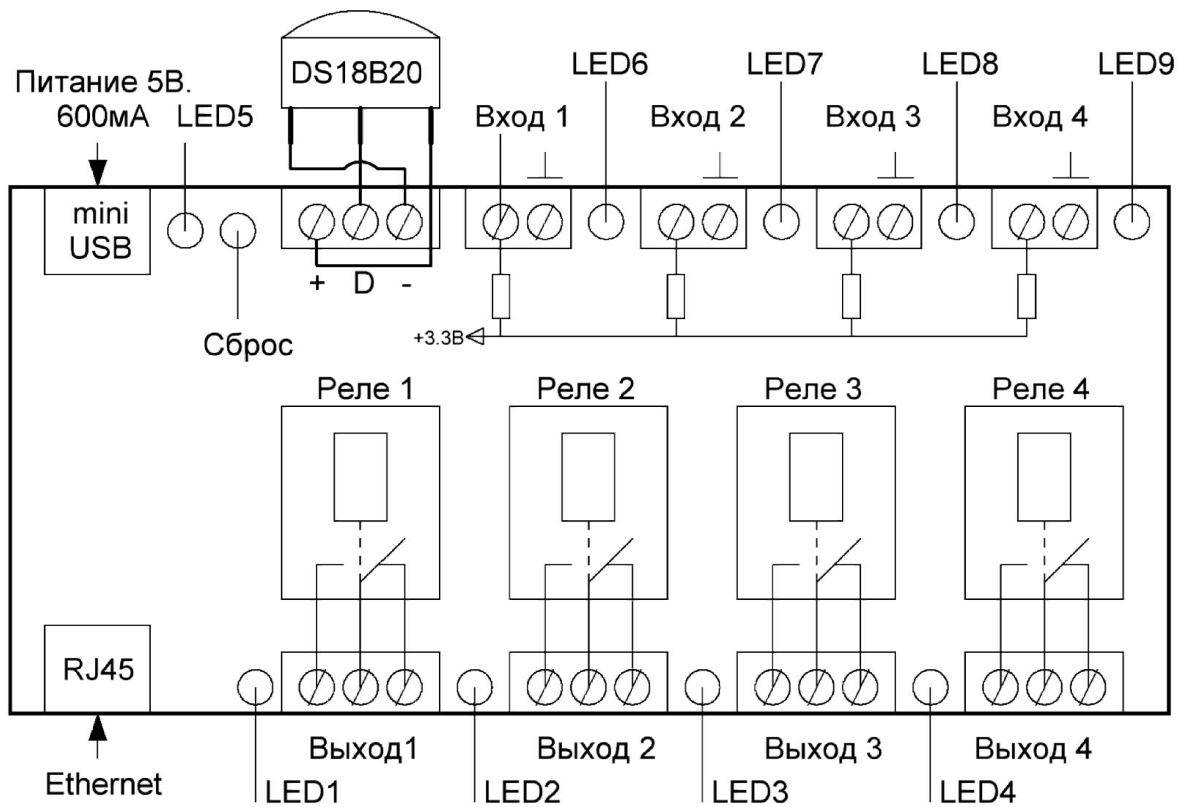 DS18B20
LED6
LED7
LED8
LED9
Питание 5В.
600мА
LED5
Вход 1
Вход 2
Вход 3
Вход 4
mini
USB
+ D -
Сброс
+3.3В
Реле 1
Реле 2
Реле 3
Реле 4
RJ45
Выход1
Выход 2
Выход 3
Выход 4
Ethernet
LED1
LED2
LED3
LED4